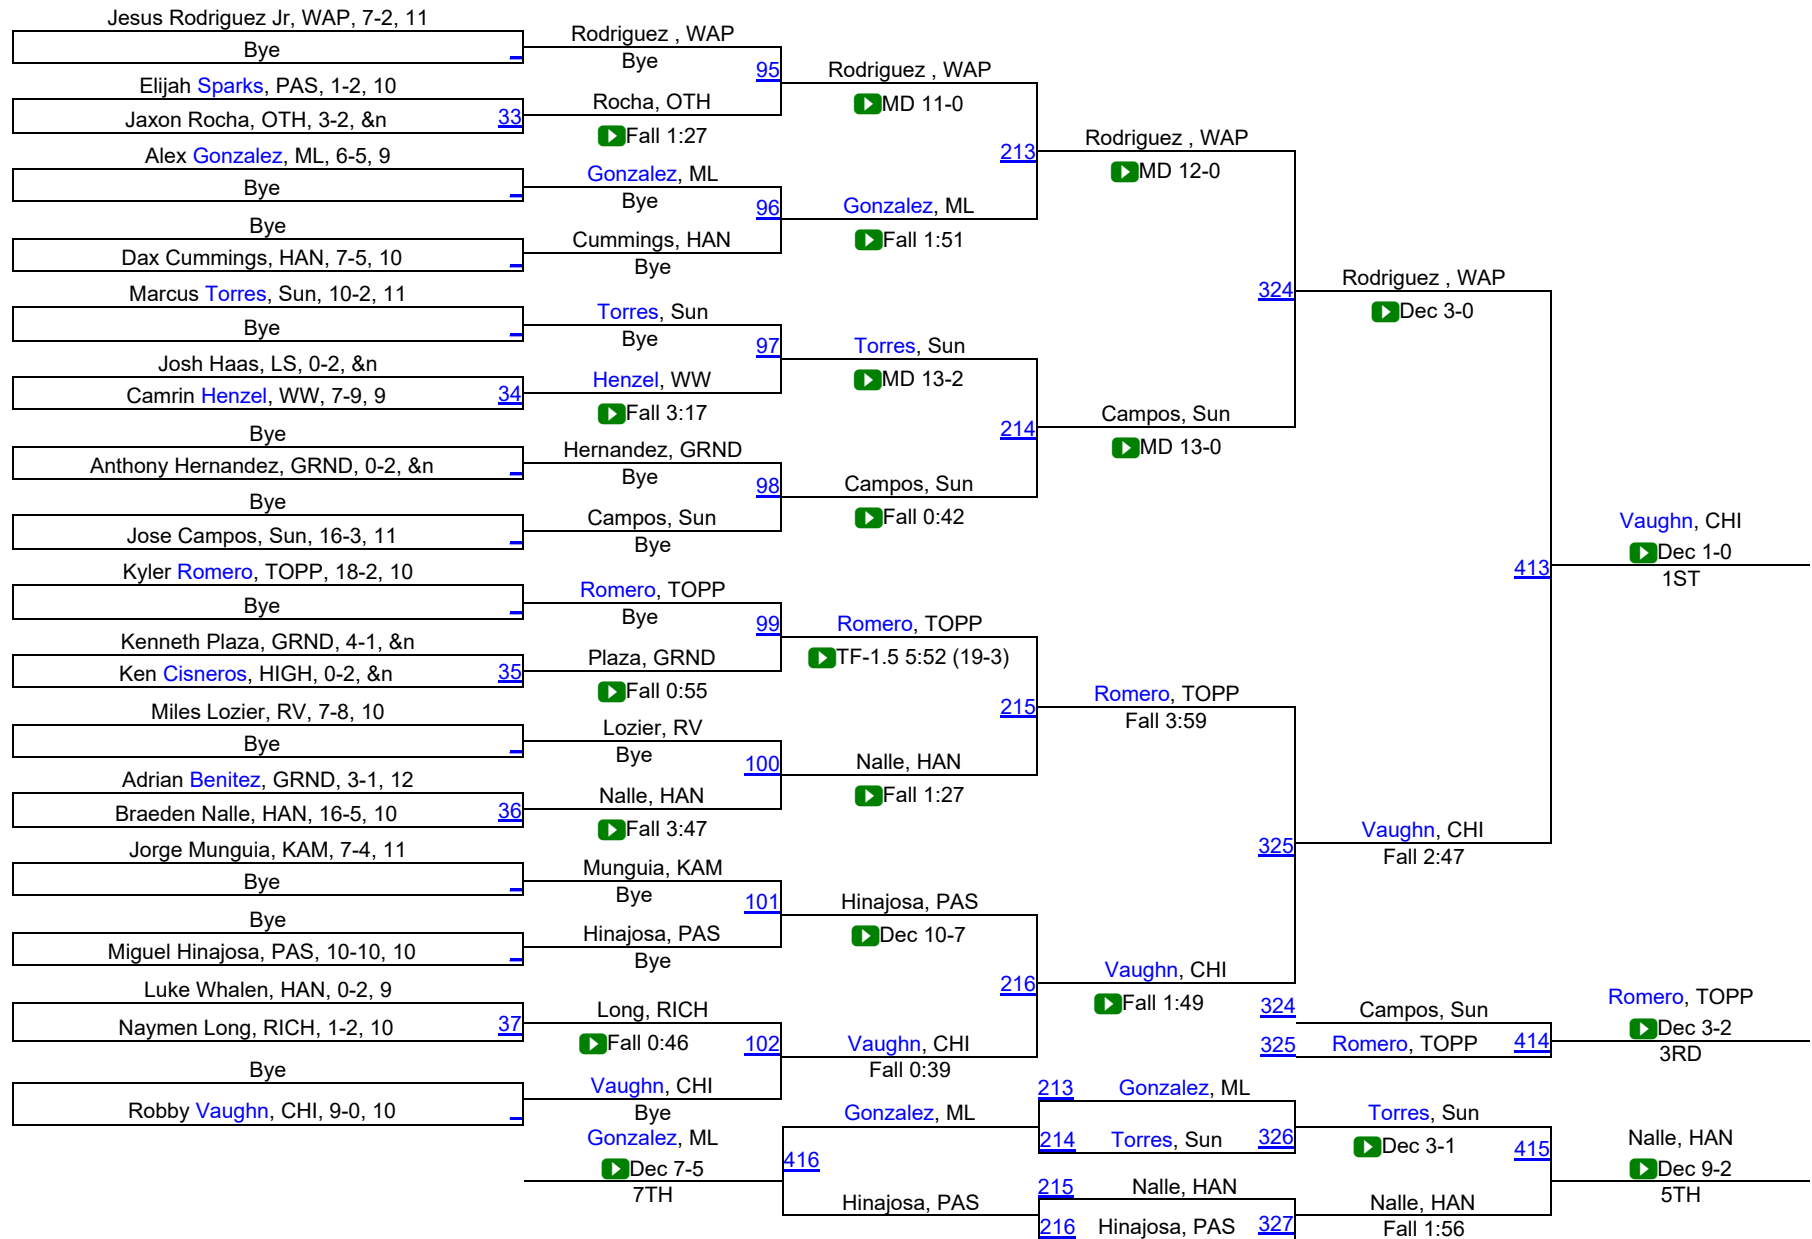 Jesus Rodriguez Jr, WAP, 7-2, 11
Bye
Elijah Sparks, PAS, 1-2, 10
Jaxon Rocha, OTH, 3-2, &n
33
Alex Gonzalez, ML, 6-5, 9
Bye
Bye
Dax Cummings, HAN, 7-5, 10
Marcus Torres, Sun, 10-2, 11
Bye
Josh Haas, LS, 0-2, &n
Camrin Henzel, WW, 7-9, 9
34
Bye
Anthony Hernandez, GRND, 0-2, &n
Bye
Jose Campos, Sun, 16-3, 11
Kyler Romero, TOPP, 18-2, 10
Bye
Kenneth Plaza, GRND, 4-1, &n
Ken Cisneros, HIGH, 0-2, &n
35
Miles Lozier, RV, 7-8, 10
Bye
Adrian Benitez, GRND, 3-1, 12
Braeden Nalle, HAN, 16-5, 10
36
Jorge Munguia, KAM, 7-4, 11
Bye
Bye
Miguel Hinajosa, PAS, 10-10, 10
Luke Whalen, HAN, 0-2, 9
Naymen Long, RICH, 1-2, 10
37
Bye
Robby Vaughn, CHI, 9-0, 10
Rodriguez , WAP
Bye
95
Rocha, OTH
Fall 1:27
Gonzalez, ML
Bye
96
Cummings, HAN
Bye
Torres, Sun
Bye
97
Henzel, WW
Fall 3:17
Hernandez, GRND
Bye
98
Campos, Sun
Bye
Romero, TOPP
Bye
99
Plaza, GRND
Fall 0:55
Lozier, RV
Bye
100
Nalle, HAN
Fall 3:47
Munguia, KAM
Bye
101
Hinajosa, PAS
Bye
Long, RICH
Fall 0:46
102
Vaughn, CHI
Bye
Rodriguez , WAP
MD 11-0
213
Gonzalez, ML
Fall 1:51
Torres, Sun
MD 13-2
214
Campos, Sun
Fall 0:42
Romero, TOPP
TF-1.5 5:52 (19-3)
215
Nalle, HAN
Fall 1:27
Hinajosa, PAS
Dec 10-7
216
Vaughn, CHI
Fall 0:39
Rodriguez , WAP
MD 12-0
324
Campos, Sun
MD 13-0
Romero, TOPP
Fall 3:59
325
Vaughn, CHI
Fall 1:49
Rodriguez , WAP
Dec 3-0
413
Vaughn, CHI
Fall 2:47
Vaughn, CHI
Dec 1-0
1ST
324
Campos, Sun
325
Romero, TOPP
414
Romero, TOPP
Dec 3-2
3RD
213
Gonzalez, ML
214
Torres, Sun
326
Torres, Sun
Dec 3-1
415
215
Nalle, HAN
216
Hinajosa, PAS
327
Nalle, HAN
Fall 1:56
Nalle, HAN
Dec 9-2
5TH
Gonzalez, ML
416
Hinajosa, PAS
Gonzalez, ML
Dec 7-5
7TH